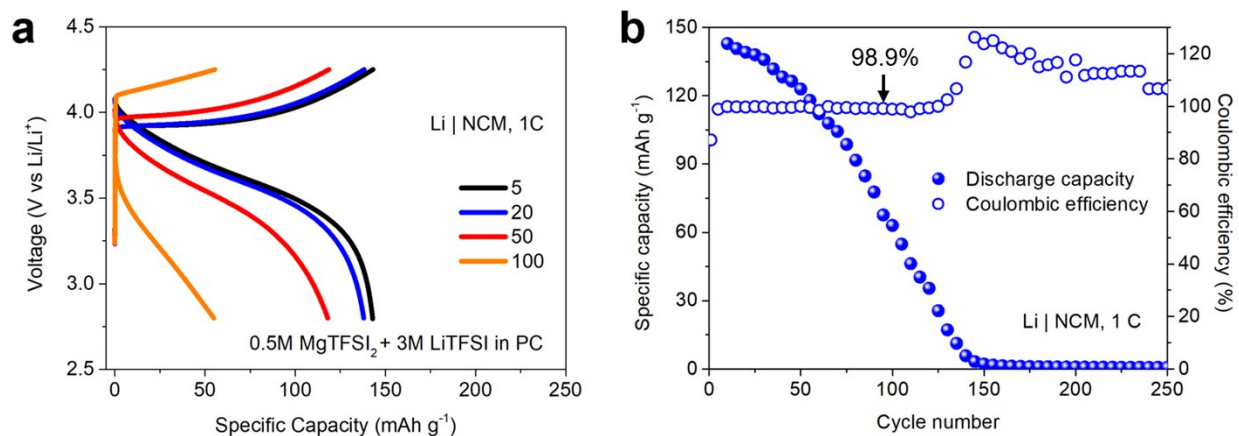 a
4.5
4.0
3.5
3.0
2.5
Voltage (V vs Li/Li⁺)
Li | NCM, 1C
5
20
50
100
0.5M MgTFSI₂ + 3M LiTFSI in PC
0 50 100 150 200 250
Specific Capacity (mAh g⁻¹)
b
150
120
90
60
30
0
Specific capacity (mAh g⁻¹)
98.9%
Discharge capacity
Coulombic efficiency
Li | NCM, 1 C
120
100
80
60
40
20
0
Coulombic efficiency (%)
0 50 100 150 200 250
Cycle number